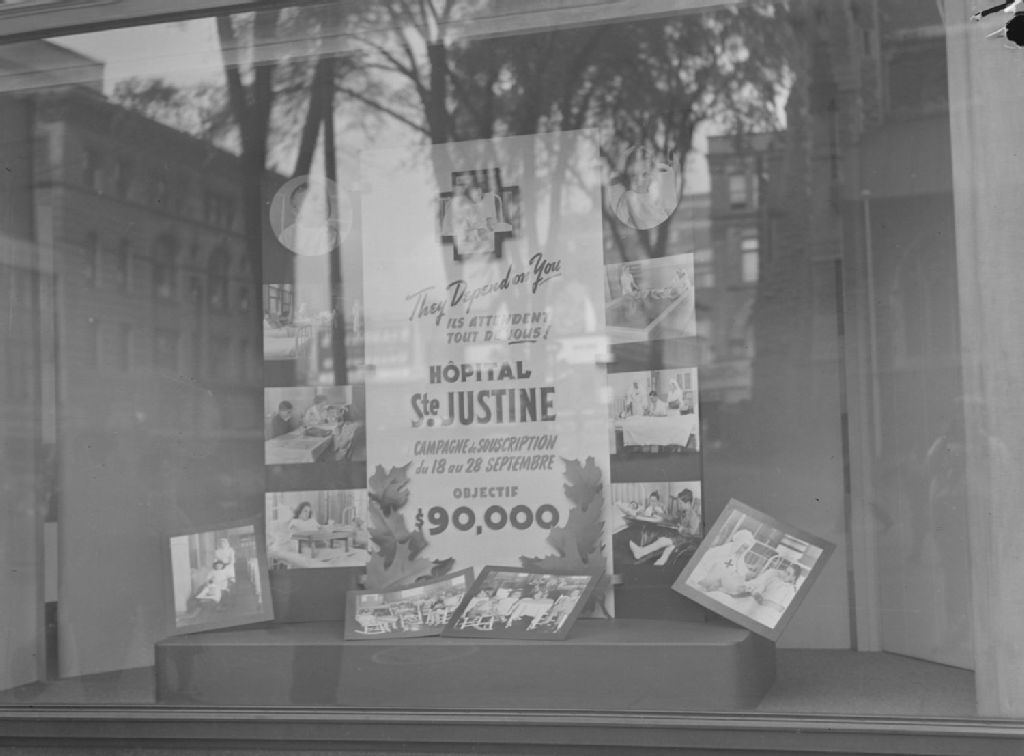 They Depend on You
ILS ATTENDENT
TOUT DE VOUS!
HÔPITAL
Ste JUSTINE
CAMPAGNE de SOUSCRIPTION
du 18 au 28 SEPTEMBRE
OBJECTIF
$90,000